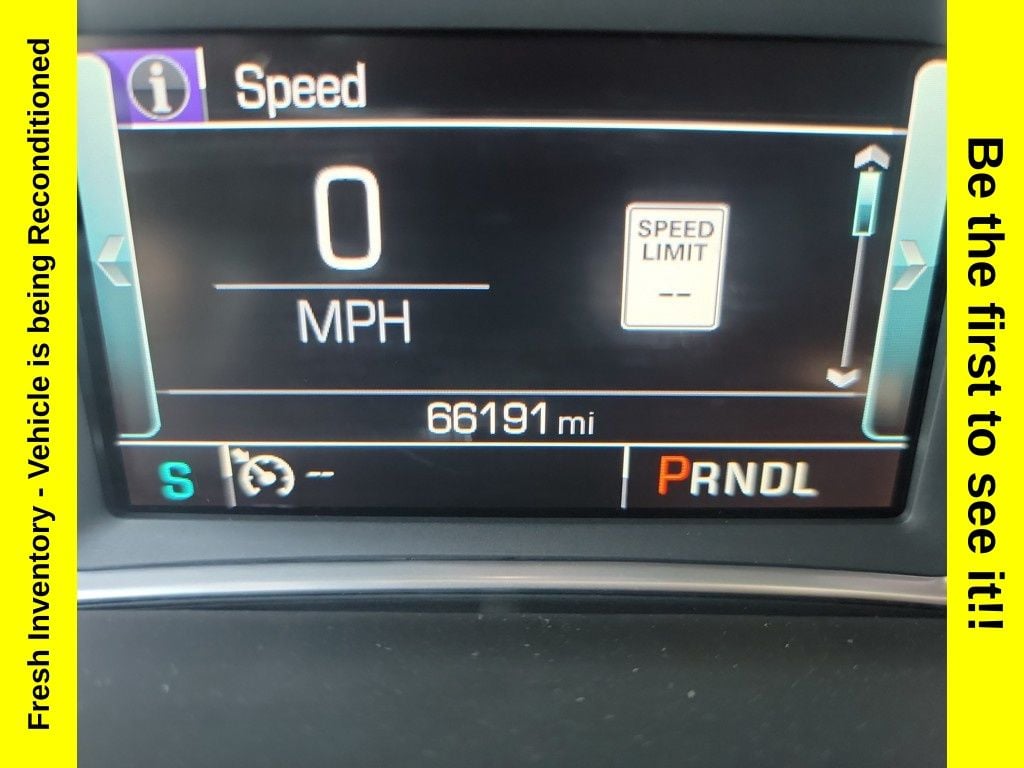 Fresh Inventory - Vehicle is being Reconditioned
i Speed
0
MPH
SPEED
LIMIT
--
66191 mi
S -- PRNDL
Be the first to see it!!